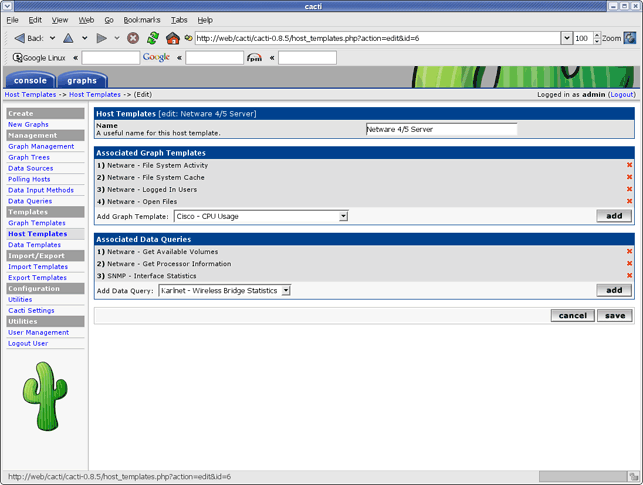 cacti
File Edit View Web Go Bookmarks Tabs Help
Back http://web/cacti/cacti-0.8.5/host_templates.php?action=edit&id=6 100 Zoom
Google Linux Google fpm
console graphs
Host Templates -> Host Templates -> (Edit) Logged in as admin (Logout)
Create
New Graphs
Management
Graph Management
Graph Trees
Data Sources
Polling Hosts
Data Input Methods
Data Queries
Templates
Graph Templates
Host Templates
Data Templates
Import/Export
Import Templates
Export Templates
Configuration
Utilities
Cacti Settings
Utilities
User Management
Logout User
Host Templates [edit: Netware 4/5 Server]
Name
A useful name for this host template.
Netware 4/5 Server
Associated Graph Templates
1) Netware - File System Activity
2) Netware - File System Cache
3) Netware - Logged In Users
4) Netware - Open Files
Add Graph Template: Cisco - CPU Usage add
Associated Data Queries
1) Netware - Get Available Volumes
2) Netware - Get Processor Information
3) SNMP - Interface Statistics
Add Data Query: Karlnet - Wireless Bridge Statistics add
cancel save
http://web/cacti/cacti-0.8.5/host_templates.php?action=edit&id=6